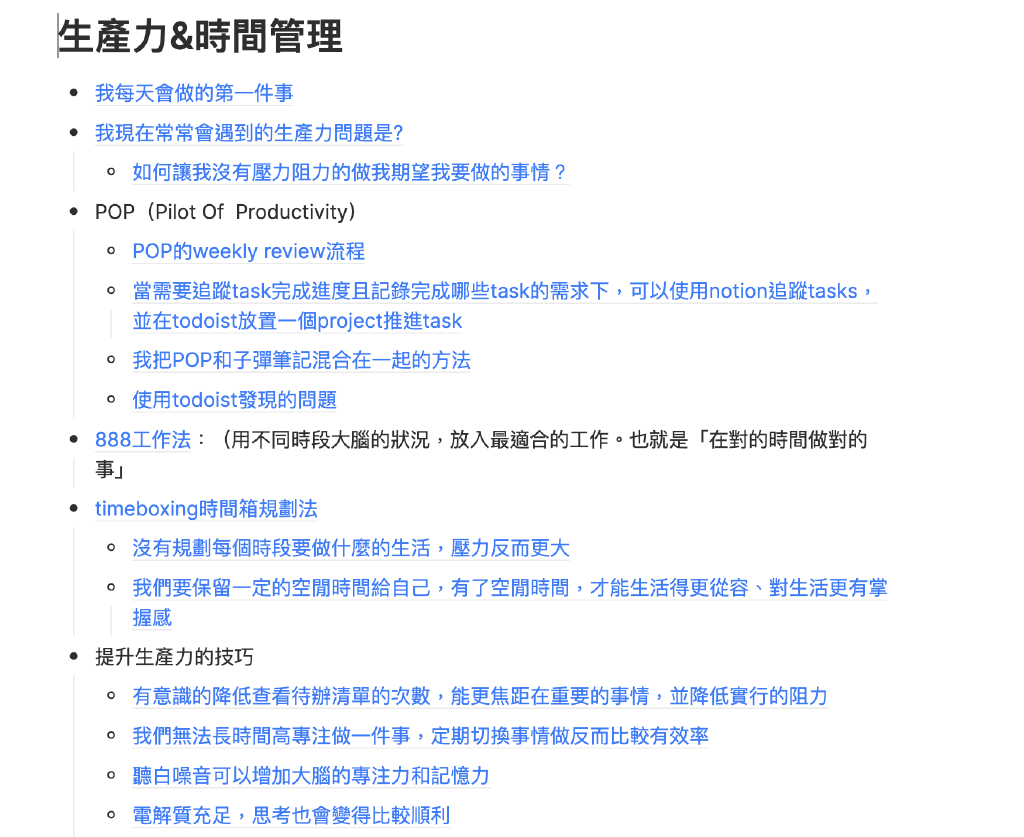 生產力&時間管理
我每天會做的第一件事
我現在常常會遇到的生產力問題是?
如何讓我沒有壓力阻力的做我期望我要做的事情？
POP（Pilot Of  Productivity）
POP的weekly review流程
當需要追蹤task完成進度且記錄完成哪些task的需求下，可以使用notion追蹤tasks，
並在todoist放置一個project推進task
我把POP和子彈筆記混合在一起的方法
使用todoist發現的問題
888工作法：（用不同時段大腦的狀況，放入最適合的工作。也就是「在對的時間做對的
事」
timeboxing時間箱規劃法
沒有規劃每個時段要做什麼的生活，壓力反而更大
我們要保留一定的空閒時間給自己，有了空閒時間，才能生活得更從容、對生活更有掌
握感
提升生產力的技巧
有意識的降低查看待辦清單的次數，能更焦距在重要的事情，並降低實行的阻力
我們無法長時間高專注做一件事，定期切換事情做反而比較有效率
聽白噪音可以增加大腦的專注力和記憶力
電解質充足，思考也會變得比較順利